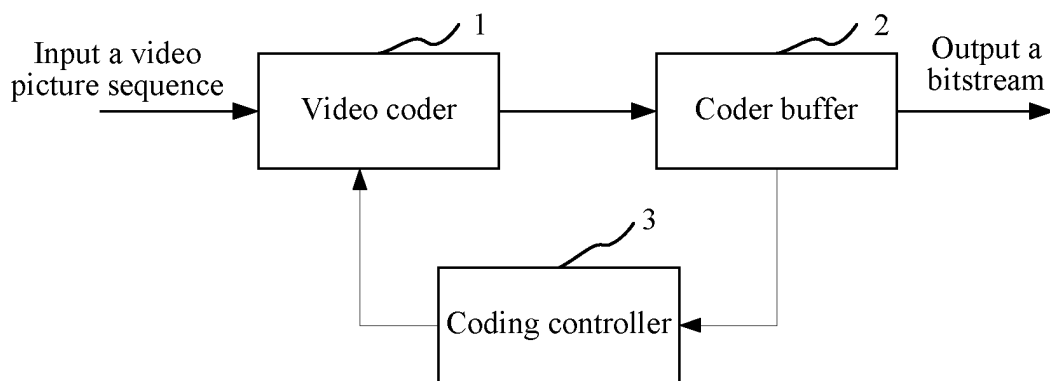 1
2
Input a video
picture sequence
Output a
bitstream
Video coder
Coder buffer
3
Coding controller